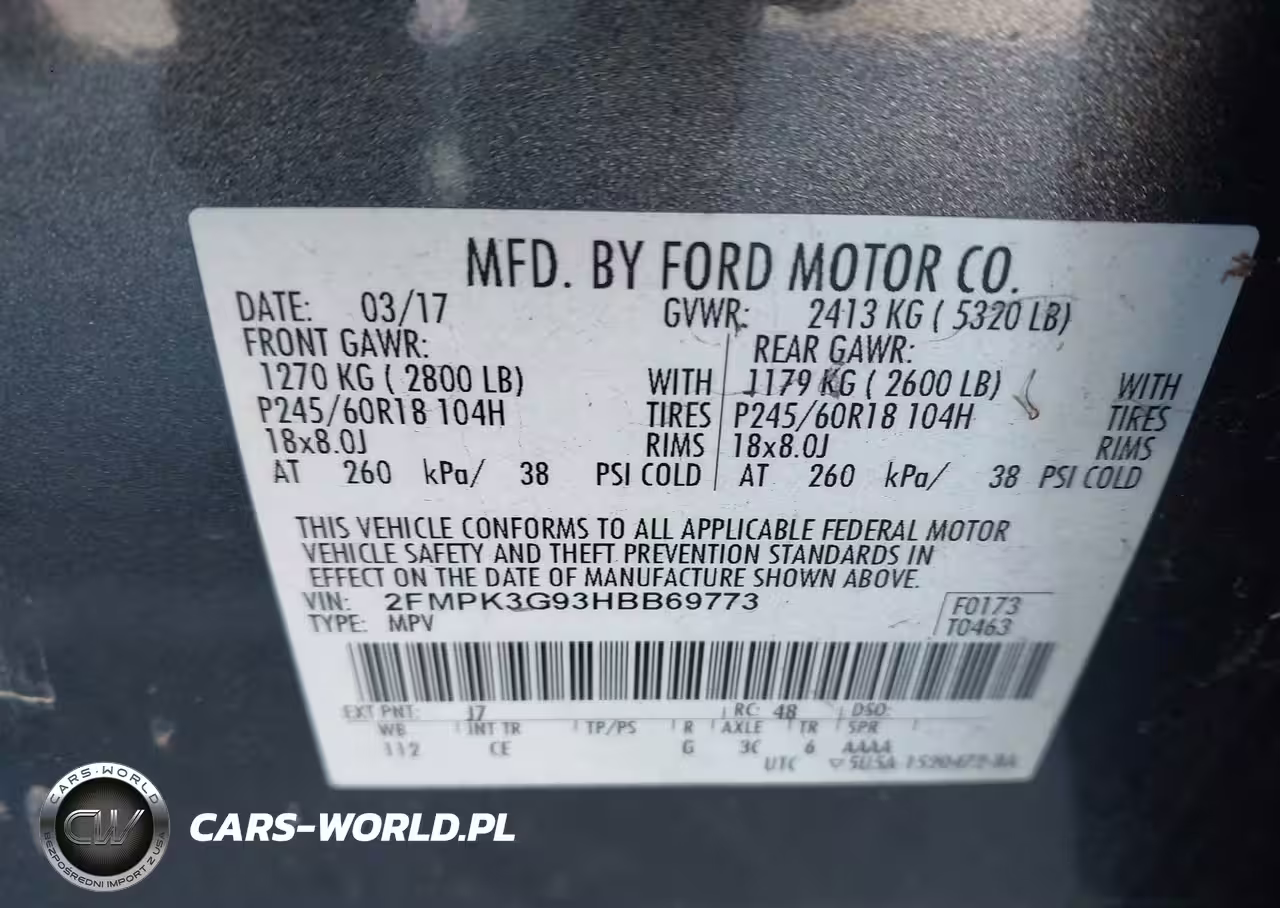 MFD. BY FORD MOTOR CO.
DATE: 03/17 GVWR: 2413 KG ( 5320 LB)
FRONT GAWR: REAR GAWR:
1270 KG ( 2800 LB) WITH 1179 KG ( 2600 LB) WITH
P245/60R18 104H TIRES P245/60R18 104H TIRES
18x8.0J RIMS 18x8.0J RIMS
AT 260 kPa/ 38 PSI COLD AT 260 kPa/ 38 PSI COLD
THIS VEHICLE CONFORMS TO ALL APPLICABLE FEDERAL MOTOR
VEHICLE SAFETY AND THEFT PREVENTION STANDARDS IN
EFFECT ON THE DATE OF MANUFACTURE SHOWN ABOVE.
VIN: 2FMPK3G93HBB69773 F0173
TYPE: MPV T0463
EXT PNT: J7 RC: 48 DSO:
WB INT TR TP/PS R AXLE TR SPR
112 CE G 3C 6 AAAA
UTC
CARS-WORLD
CW
BEZPOŚREDNI IMPORT Z USA
CARS-WORLD.PL